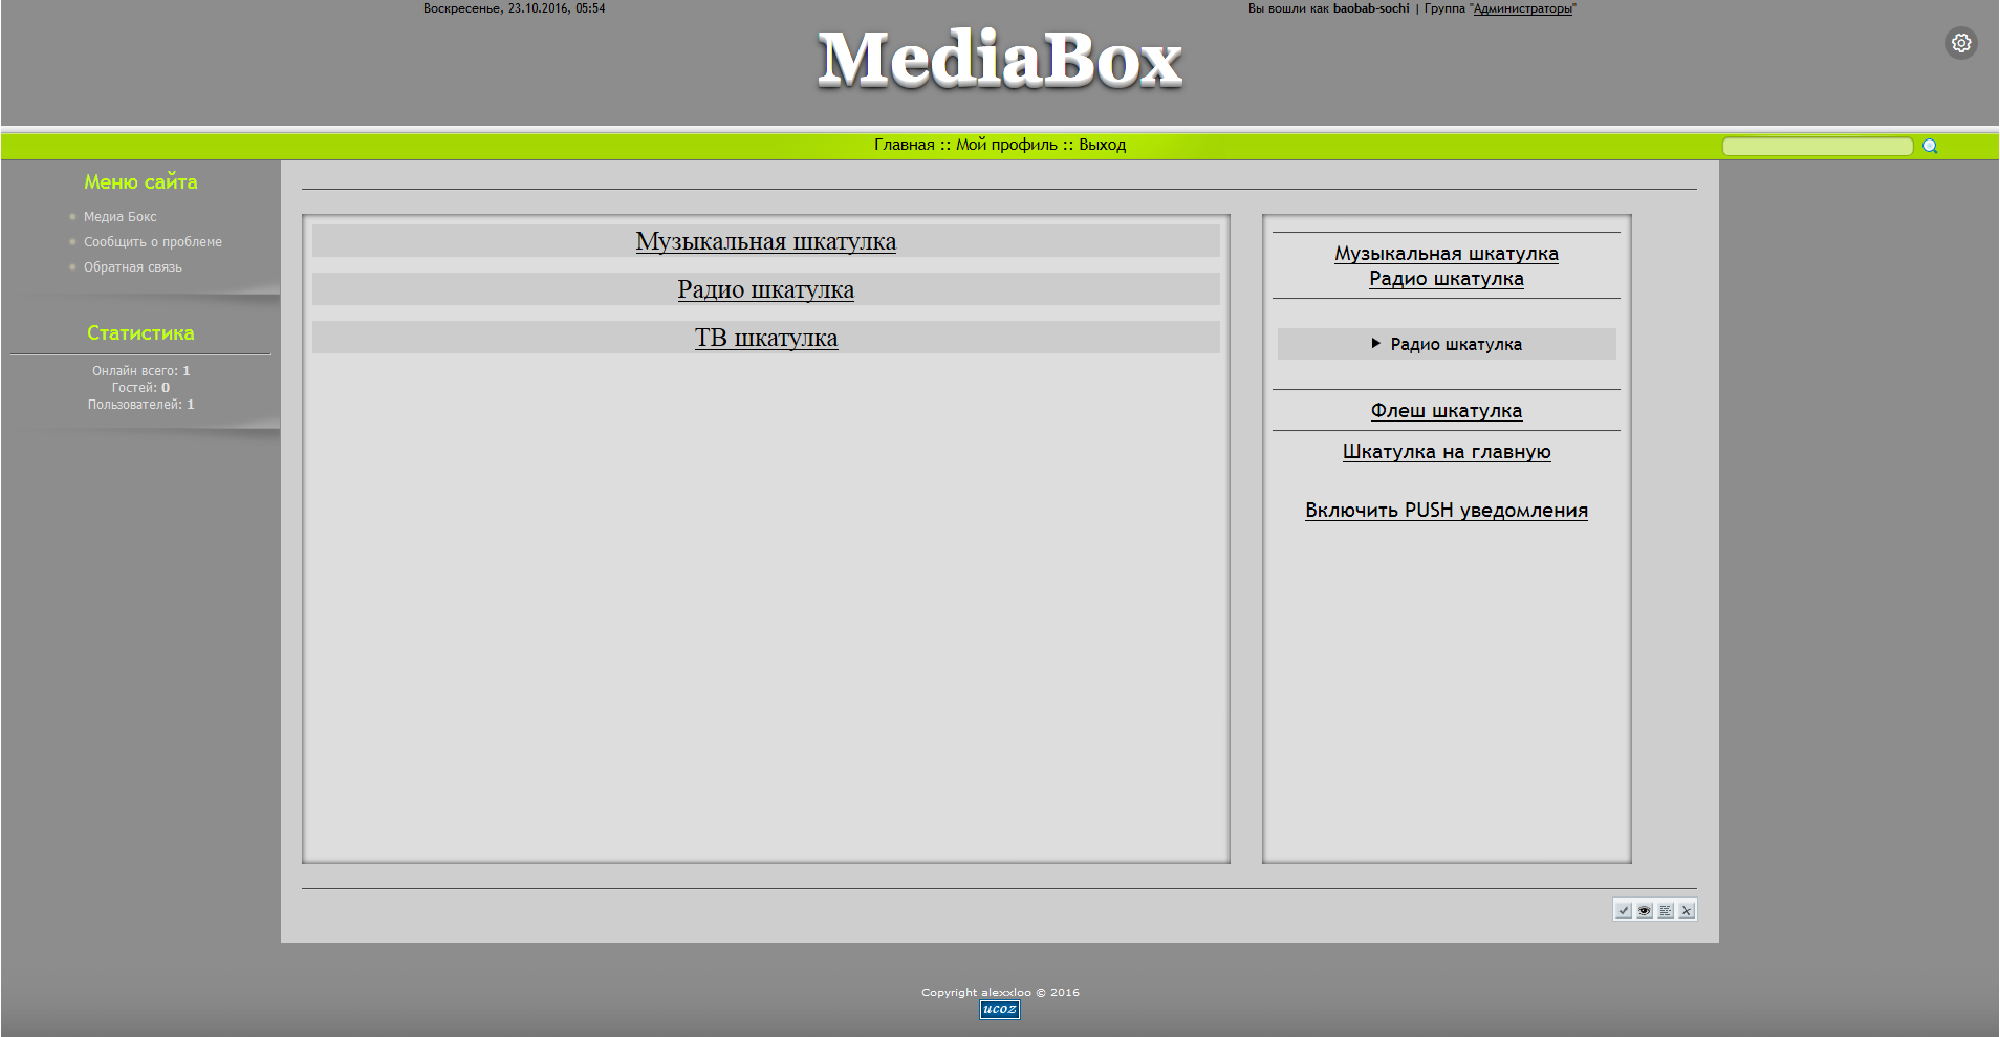 Воскресенье, 23.10.2016, 05:54
Вы вошли как baobab-sochi | Группа "Администраторы"
MediaBox
Главная :: Мой профиль :: Выход
Меню сайта
Медиа Бокс
Сообщить о проблеме
Обратная связь
Статистика
Онлайн всего: 1
Гостей: 0
Пользователей: 1
Музыкальная шкатулка
Радио шкатулка
ТВ шкатулка
Музыкальная шкатулка
Радио шкатулка
Радио шкатулка
Флеш шкатулка
Шкатулка на главную
Включить PUSH уведомления
Copyright alexxloo © 2016
ucoz